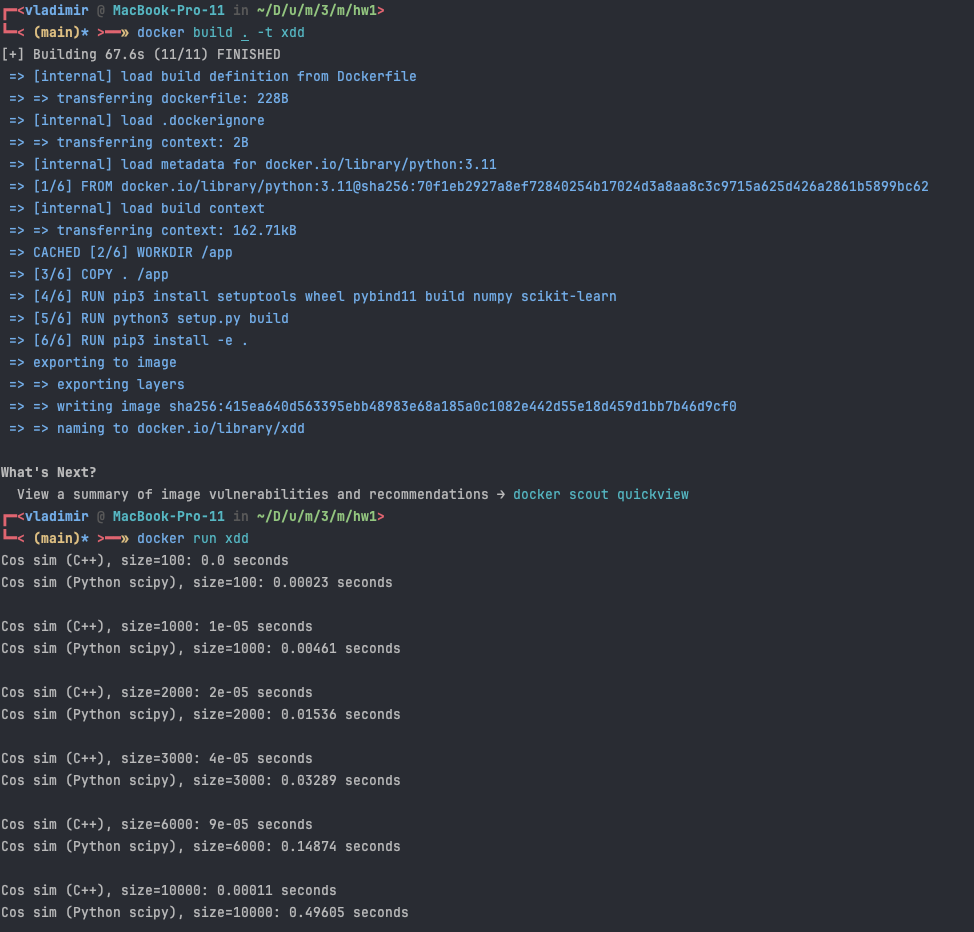 ┏━<vladimir @ MacBook-Pro-11 in ~/D/u/m/3/m/hw1>
┗━< (main)* >━━» docker build . -t xdd
[+] Building 67.6s (11/11) FINISHED
=> [internal] load build definition from Dockerfile
=> => transferring dockerfile: 228B
=> [internal] load .dockerignore
=> => transferring context: 2B
=> [internal] load metadata for docker.io/library/python:3.11
=> [1/6] FROM docker.io/library/python:3.11@sha256:70f1eb2927a8ef72840254b17024d3a8aa8c3c9715a625d426a2861b5899bc62
=> [internal] load build context
=> => transferring context: 162.71kB
=> CACHED [2/6] WORKDIR /app
=> [3/6] COPY . /app
=> [4/6] RUN pip3 install setuptools wheel pybind11 build numpy scikit-learn
=> [5/6] RUN python3 setup.py build
=> [6/6] RUN pip3 install -e .
=> exporting to image
=> => exporting layers
=> => writing image sha256:415ea640d563395ebb48983e68a185a0c1082e442d55e18d459d1bb7b46d9cf0
=> => naming to docker.io/library/xdd
What's Next?
View a summary of image vulnerabilities and recommendations → docker scout quickview
┏━<vladimir @ MacBook-Pro-11 in ~/D/u/m/3/m/hw1>
┗━< (main)* >━━» docker run xdd
Cos sim (C++), size=100: 0.0 seconds
Cos sim (Python scipy), size=100: 0.00023 seconds
Cos sim (C++), size=1000: 1e-05 seconds
Cos sim (Python scipy), size=1000: 0.00461 seconds
Cos sim (C++), size=2000: 2e-05 seconds
Cos sim (Python scipy), size=2000: 0.01536 seconds
Cos sim (C++), size=3000: 4e-05 seconds
Cos sim (Python scipy), size=3000: 0.03289 seconds
Cos sim (C++), size=6000: 9e-05 seconds
Cos sim (Python scipy), size=6000: 0.14874 seconds
Cos sim (C++), size=10000: 0.00011 seconds
Cos sim (Python scipy), size=10000: 0.49605 seconds